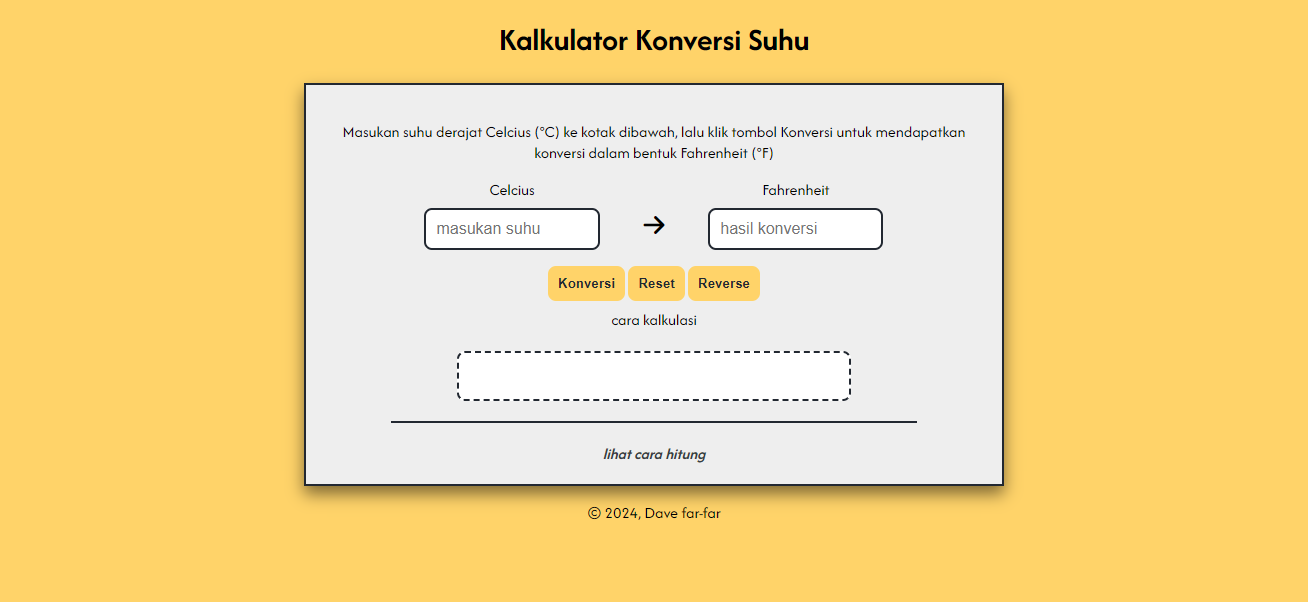 Kalkulator Konversi Suhu
Masukan suhu derajat Celcius (°C) ke kotak dibawah, lalu klik tombol Konversi untuk mendapatkan
konversi dalam bentuk Fahrenheit (°F)
Celcius
Fahrenheit
masukan suhu
hasil konversi
Konversi
Reset
Reverse
cara kalkulasi
lihat cara hitung
© 2024, Dave far-far